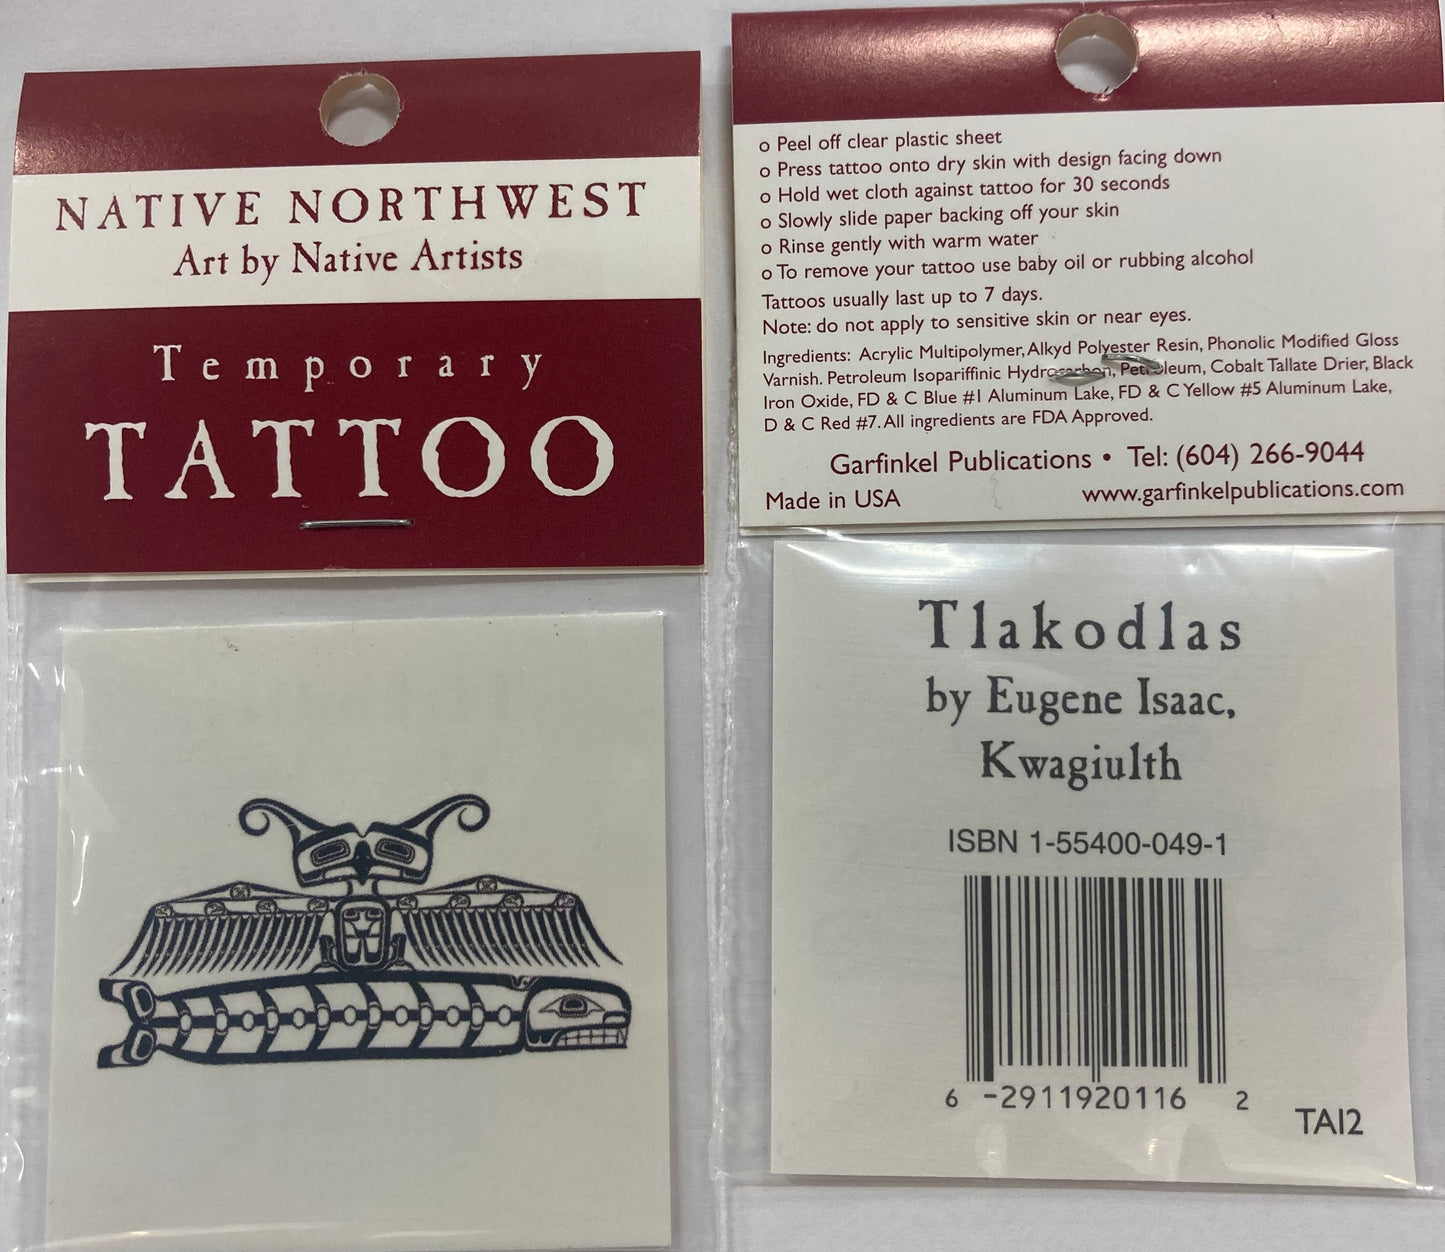 NATIVE NORTHWEST
Art by Native Artists
Temporary
TATTOO
o Peel off clear plastic sheet
o Press tattoo onto dry skin with design facing down
o Hold wet cloth against tattoo for 30 seconds
o Slowly slide paper backing off your skin
o Rinse gently with warm water
o To remove your tattoo use baby oil or rubbing alcohol
Tattoos usually last up to 7 days.
Note: do not apply to sensitive skin or near eyes.
Ingredients: Acrylic Multipolymer, Alkyd Polyester Resin, Phonolic Modified Gloss
Varnish. Petroleum Isopariffinic Hydrocarbon, Petroleum, Cobalt Tallate Drier, Black
Iron Oxide, FD & C Blue #1 Aluminum Lake, FD & C Yellow #5 Aluminum Lake,
D & C Red #7. All ingredients are FDA Approved.
Garfinkel Publications • Tel: (604) 266-9044
Made in USA www.garfinkelpublications.com
Tlakodlas
by Eugene Isaac,
Kwagiulth
ISBN 1-55400-049-1
6 -2911920116 2
TA12